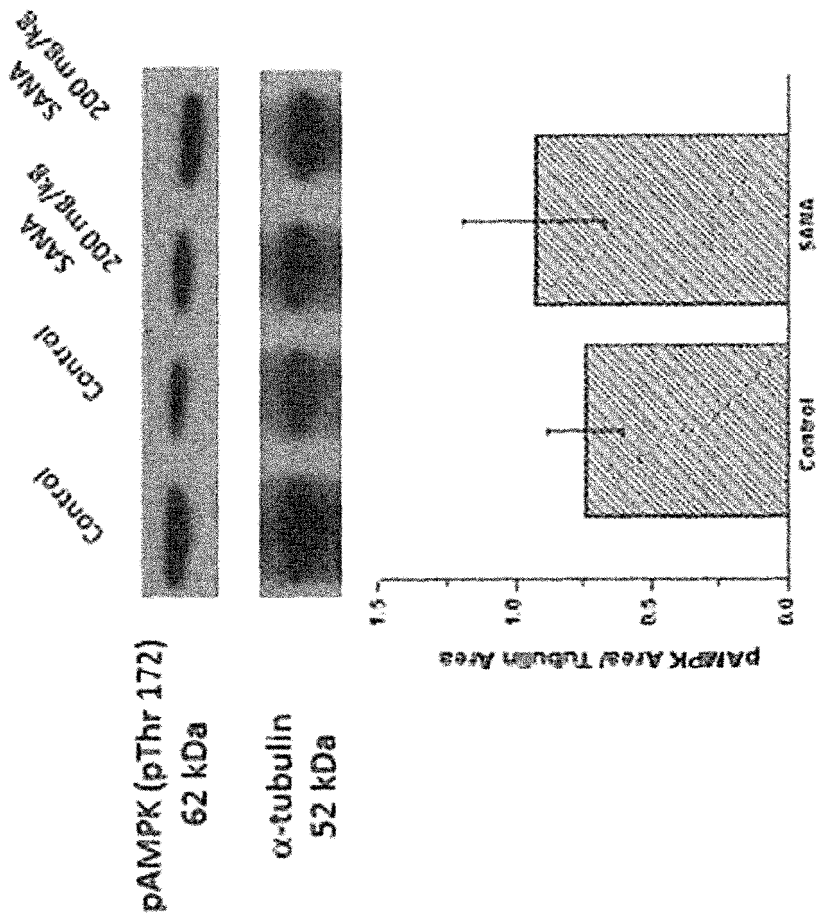 Control
Control
SANA
200 mg/kg
SANA
200 mg/kg
pAMPK (pThr 172)
62 kDa
α-tubulin
52 kDa
pAMPK Area/ Tubulin Area
1.5
1.0
0.5
0.0
Control
SANA